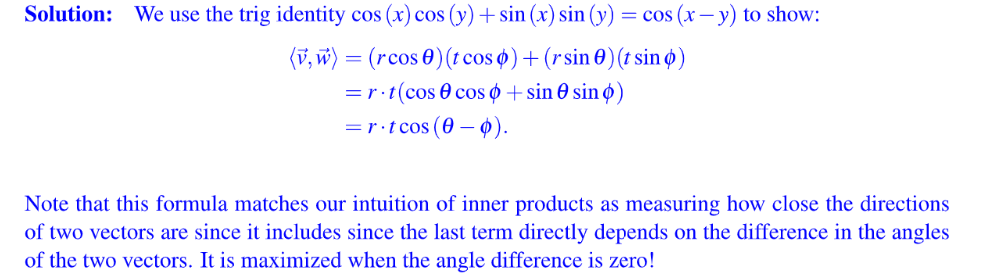 Solution: We use the trig identity cos (x) cos (y) + sin (x) sin (y) = cos (x − y) to show:
⟨v⃗, w⃗⟩ = (r cos θ)(t cos ϕ) + (r sin θ)(t sin ϕ)
= r · t(cos θ cos ϕ + sin θ sin ϕ)
= r · t cos (θ − ϕ).
Note that this formula matches our intuition of inner products as measuring how close the directions
of two vectors are since it includes since the last term directly depends on the difference in the angles
of the two vectors. It is maximized when the angle difference is zero!